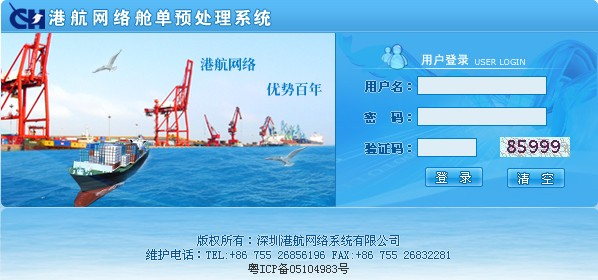 CH 港航网络舱单预处理系统
港航网络
优势百年
用户登录 USER LOGIN
用户名：
密 码：
验证码： 85999
登 录 清 空
版权所有：深圳港航网络系统有限公司
维护电话：TEL:+86 755 26856196 FAX:+86 755 26832281
粤ICP备05104983号